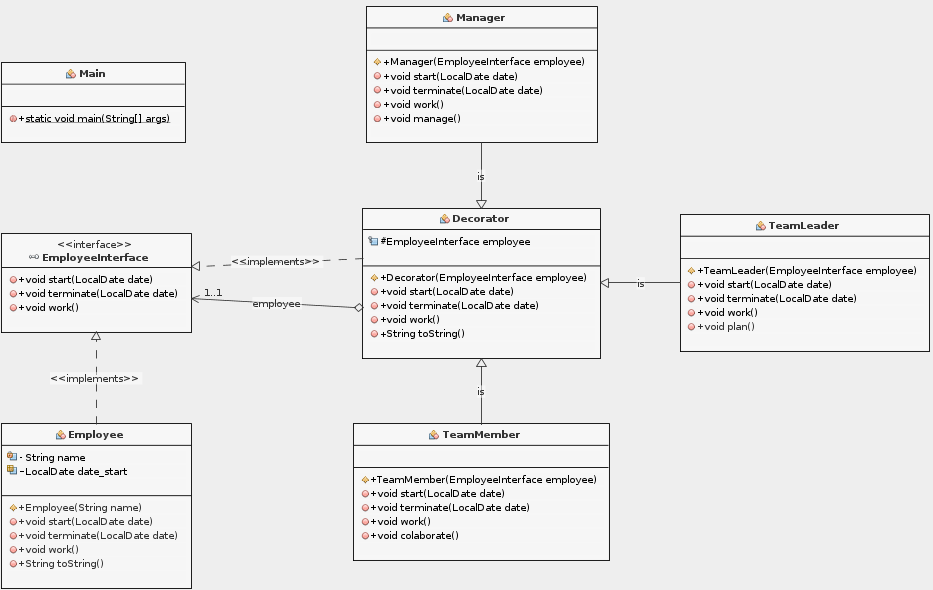 Manager
+Manager(EmployeeInterface employee)
+void start(LocalDate date)
+void terminate(LocalDate date)
+void work()
+void manage()
Main
+static void main(String[] args)
is
Decorator
#EmployeeInterface employee
+Decorator(EmployeeInterface employee)
+void start(LocalDate date)
+void terminate(LocalDate date)
+void work()
+String toString()
TeamLeader
+TeamLeader(EmployeeInterface employee)
+void start(LocalDate date)
+void terminate(LocalDate date)
+void work()
+void plan()
is
<<interface>>
EmployeeInterface
+void start(LocalDate date)
+void terminate(LocalDate date)
+void work()
<<implements>>
1..1
employee
<<implements>>
is
Employee
- String name
-LocalDate date_start
+Employee(String name)
+void start(LocalDate date)
+void terminate(LocalDate date)
+void work()
+String toString()
TeamMember
+TeamMember(EmployeeInterface employee)
+void start(LocalDate date)
+void terminate(LocalDate date)
+void work()
+void colaborate()